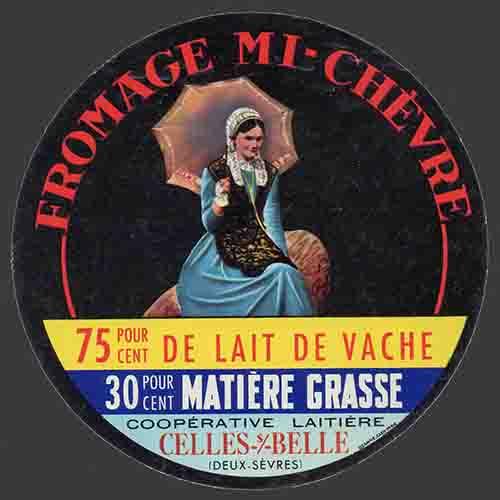 FROMAGE MI-CHÈVRE
75 POUR CENT DE LAIT DE VACHE
30 POUR CENT MATIÈRE GRASSE
COOPÉRATIVE LAITIÈRE
CELLES-s/-BELLE
(DEUX-SÈVRES)